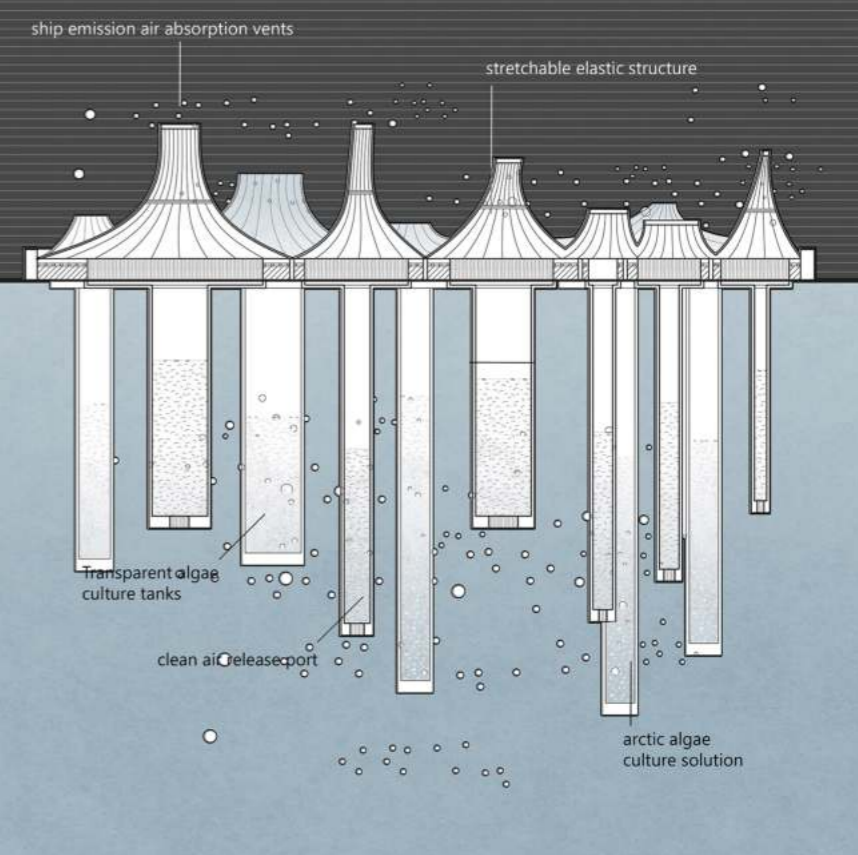 ship emission air absorption vents
stretchable elastic structure
Transparent algae
culture tanks
clean air release port
arctic algae
culture solution